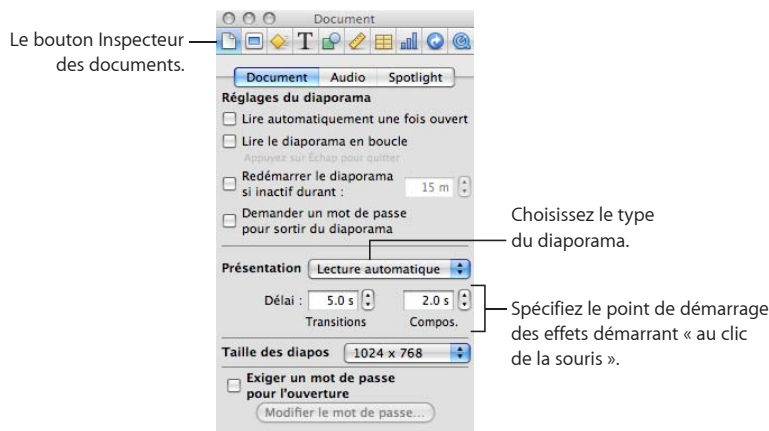 Document
Le bouton Inspecteur
des documents.
T
Document Audio Spotlight
Réglages du diaporama
Lire automatiquement une fois ouvert
Lire le diaporama en boucle
Appuyez sur Échap pour quitter
Redémarrer le diaporama
si inactif durant : 15 m
Demander un mot de passe
pour sortir du diaporama
Choisissez le type
du diaporama.
Présentation Lecture automatique
Délai : 5.0 s 2.0 s
Transitions Compos.
Spécifiez le point de démarrage
des effets démarrant « au clic
de la souris ».
Taille des diapos 1024 x 768
Exiger un mot de passe
pour l'ouverture
Modifier le mot de passe...